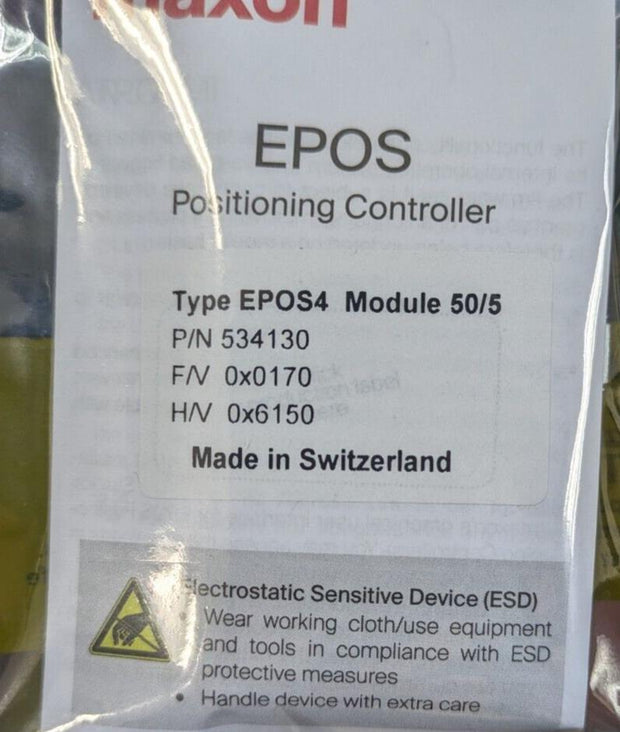 maxon
EPOS
Positioning Controller
Type EPOS4 Module 50/5
P/N 534130
F/V 0x0170
H/V 0x6150
Made in Switzerland
Electrostatic Sensitive Device (ESD)
• Wear working cloth/use equipment
and tools in compliance with ESD
protective measures
• Handle device with extra care